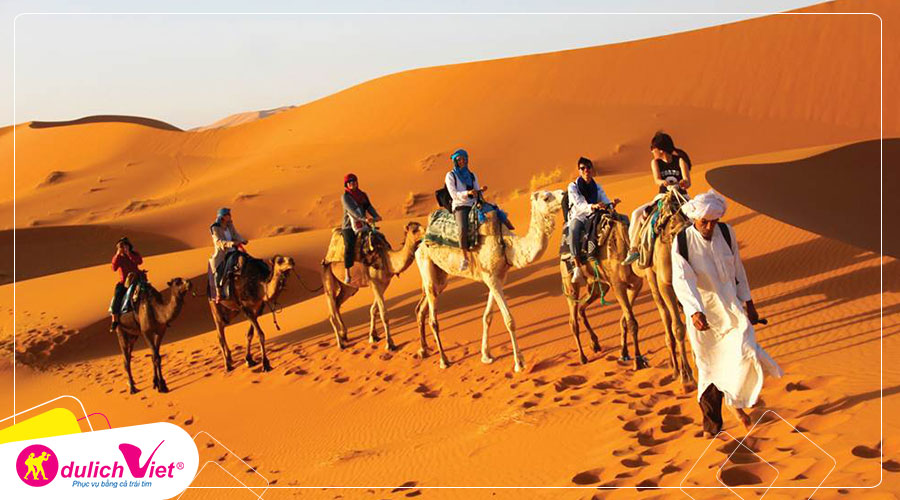 dulichViet®
Phục vụ bằng cả trái tim